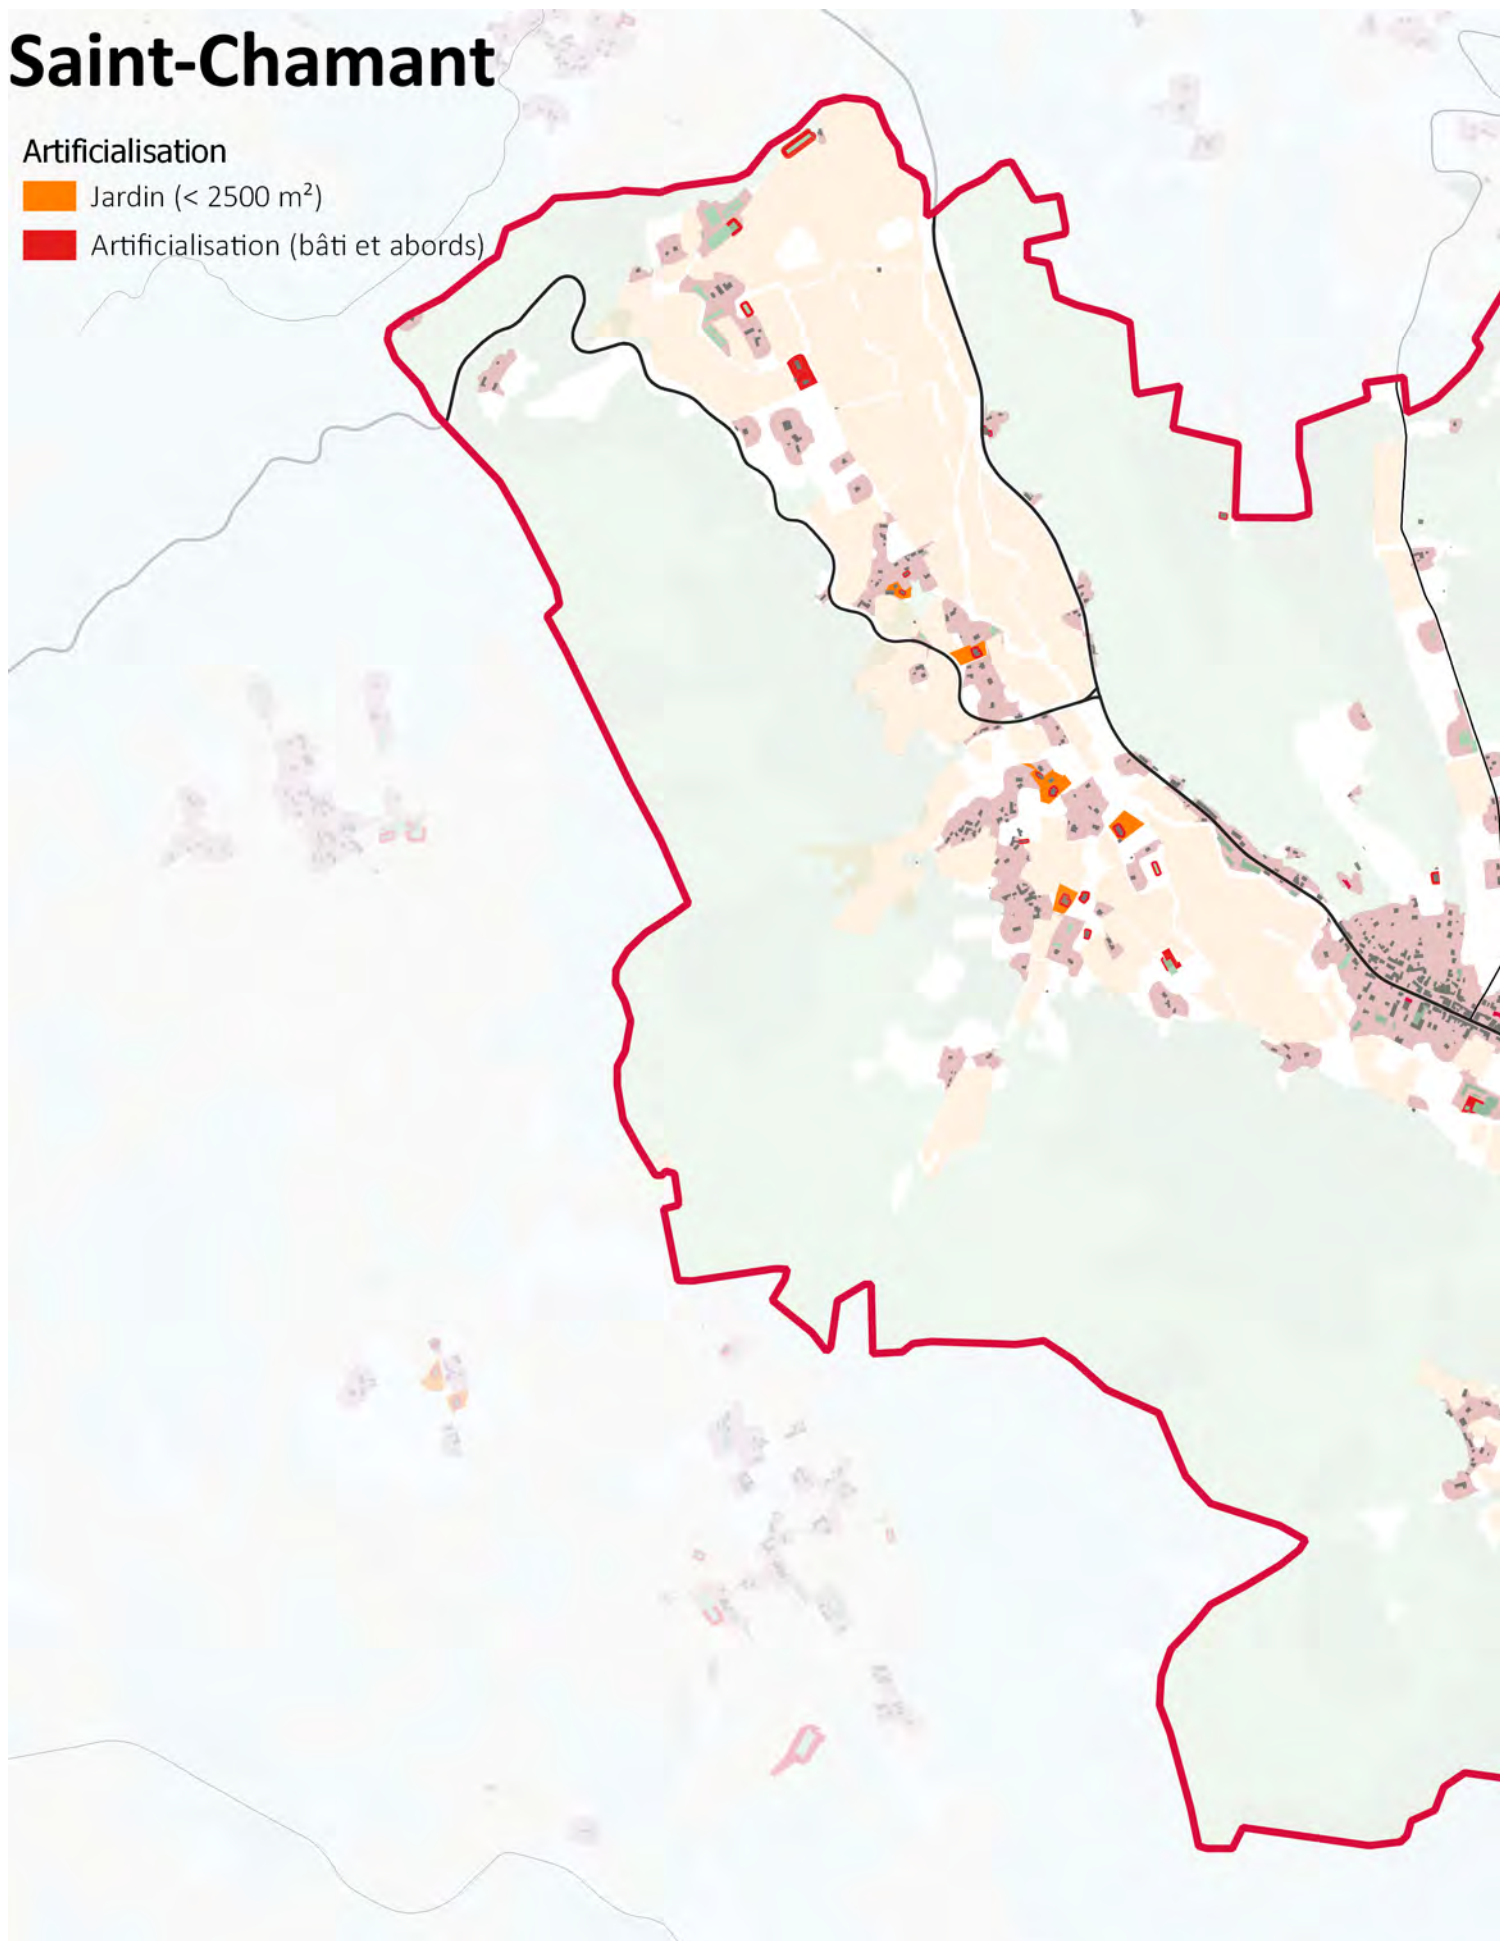 Saint-Chamant
Artificialisation
Jardin (< 2500 m²)
Artificialisation (bâti et abords)